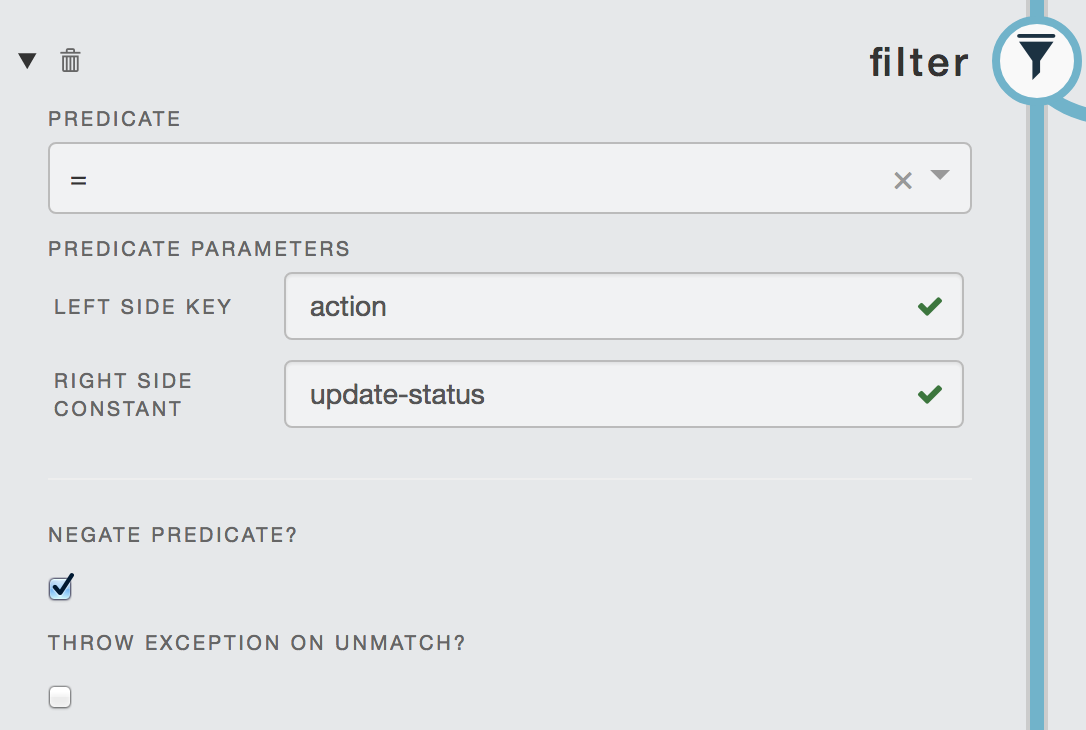 filter
PREDICATE
=
PREDICATE PARAMETERS
LEFT SIDE KEY
action
RIGHT SIDE
CONSTANT
update-status
NEGATE PREDICATE?
THROW EXCEPTION ON UNMATCH?